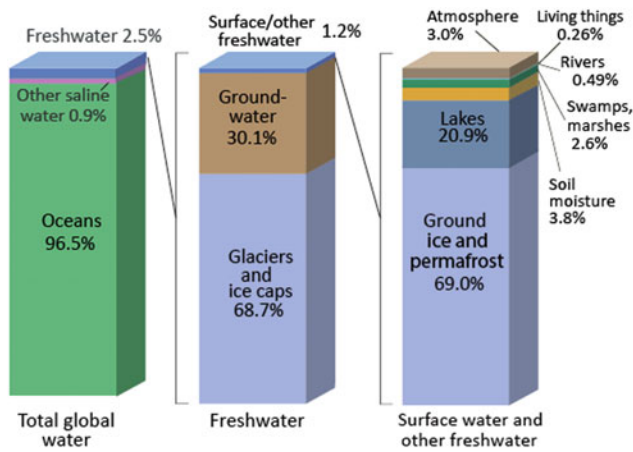 Freshwater 2.5%
Other saline
water 0.9%
Oceans
96.5%
Total global
water
Surface/other
freshwater
1.2%
Ground-
water
30.1%
Glaciers
and
ice caps
68.7%
Freshwater
Atmosphere
3.0%
Living things
0.26%
Rivers
0.49%
Swamps,
marshes
2.6%
Soil
moisture
3.8%
Lakes
20.9%
Ground
ice and
permafrost
69.0%
Surface water and
other freshwater